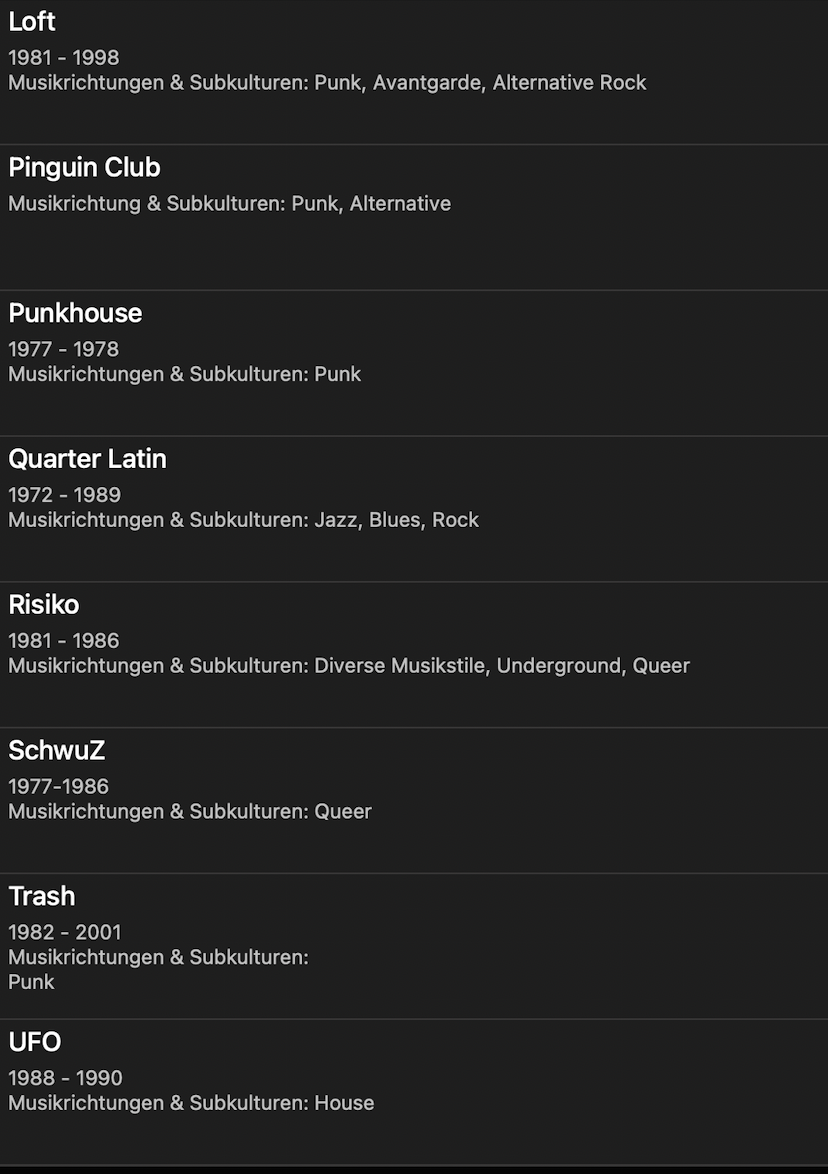 Loft
1981 - 1998
Musikrichtungen & Subkulturen: Punk, Avantgarde, Alternative Rock
Pinguin Club
Musikrichtung & Subkulturen: Punk, Alternative
Punkhouse
1977 - 1978
Musikrichtungen & Subkulturen: Punk
Quarter Latin
1972 - 1989
Musikrichtungen & Subkulturen: Jazz, Blues, Rock
Risiko
1981 - 1986
Musikrichtungen & Subkulturen: Diverse Musikstile, Underground, Queer
SchwuZ
1977-1986
Musikrichtungen & Subkulturen: Queer
Trash
1982 - 2001
Musikrichtungen & Subkulturen:
Punk
UFO
1988 - 1990
Musikrichtungen & Subkulturen: House